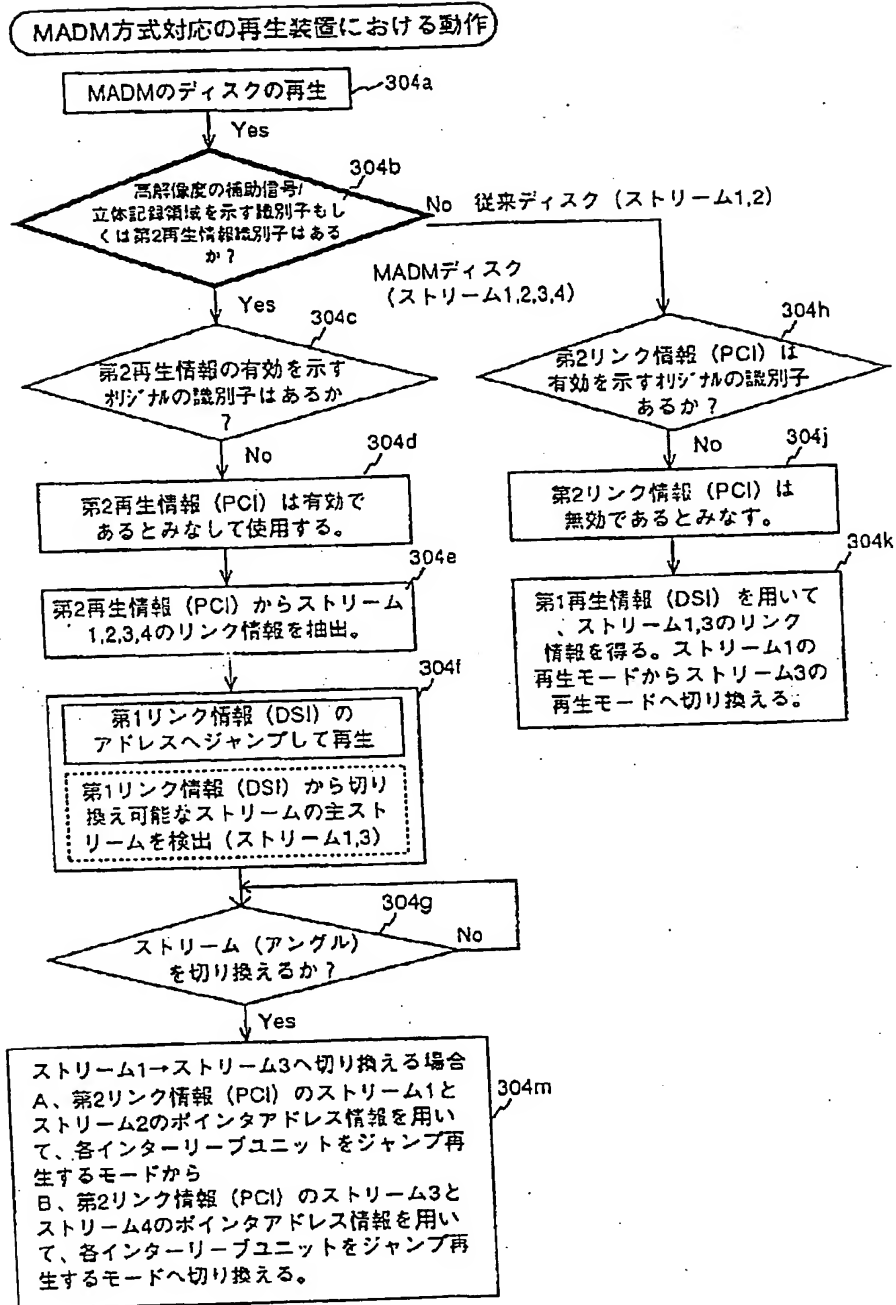 MADM方式対応の再生装置における動作
MADMのディスクの再生
304a
Yes
304b
高解像度の補助信号/
立体記録領域を示す識別子もし
くは第2再生情報識別子はある
か?
No 従来ディスク (ストリーム1,2)
MADMディスク
(ストリーム1,2,3,4)
Yes
304c
第2再生情報の有効を示す
オリジナルの識別子はあるか
?
304h
第2リンク情報 (PCI) は
有効を示すオリジナルの識別子
あるか?
No
304d
第2再生情報 (PCI) は有効で
あるとみなして使用する。
No
304j
第2リンク情報 (PCI) は
無効であるとみなす。
304e
第2再生情報 (PCI) からストリーム
1,2,3,4のリンク情報を抽出。
304k
第1再生情報 (DSI) を用いて
、ストリーム1,3のリンク
情報を得る。ストリーム1の
再生モードからストリーム3の
再生モードへ切り換える。
304f
第1リンク情報 (DSI) の
アドレスへジャンプして再生
第1リンク情報 (DSI) から切り
換え可能なストリームの主スト
リームを検出 (ストリーム1,3)
304g
ストリーム (アングル)
を切り換えるか?
No
Yes
304m
ストリーム1→ストリーム3へ切り換える場合
A、第2リンク情報 (PCI) のストリーム1と
ストリーム2のポインタアドレス情報を用い
て、各インターリーブユニットをジャンプ再
生するモードから
B、第2リンク情報 (PCI) のストリーム3と
ストリーム4のポインタアドレス情報を用い
て、各インターリーブユニットをジャンプ再
生するモードへ切り換える。